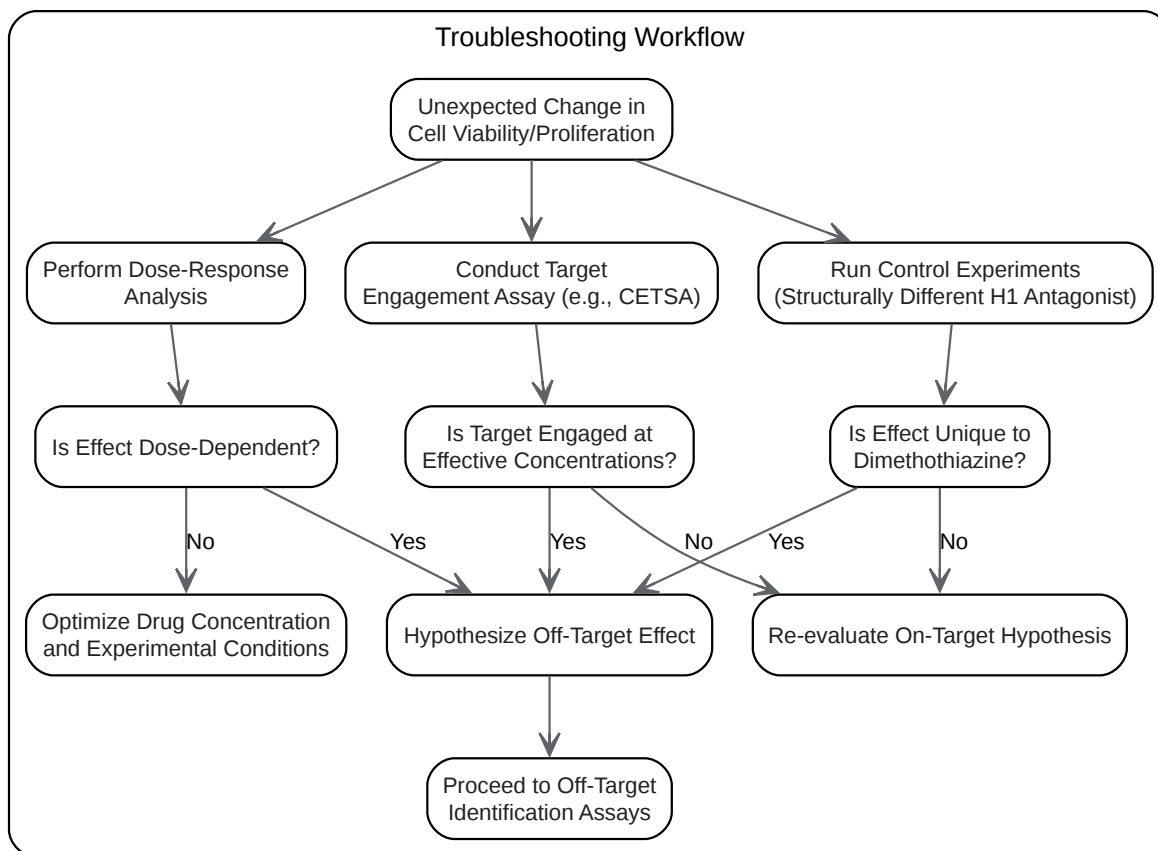 Troubleshooting Workflow
Unexpected Change in
Cell Viability/Proliferation
Perform Dose-Response
Analysis
Conduct Target
Engagement Assay (e.g., CETSA)
Run Control Experiments
(Structurally Different H1 Antagonist)
Is Effect Dose-Dependent?
Is Target Engaged at
Effective Concentrations?
Is Effect Unique to
Dimethothiazine?
No
Yes
Yes
No
Yes
No
Optimize Drug Concentration
and Experimental Conditions
Hypothesize Off-Target Effect
Re-evaluate On-Target Hypothesis
Proceed to Off-Target
Identification Assays